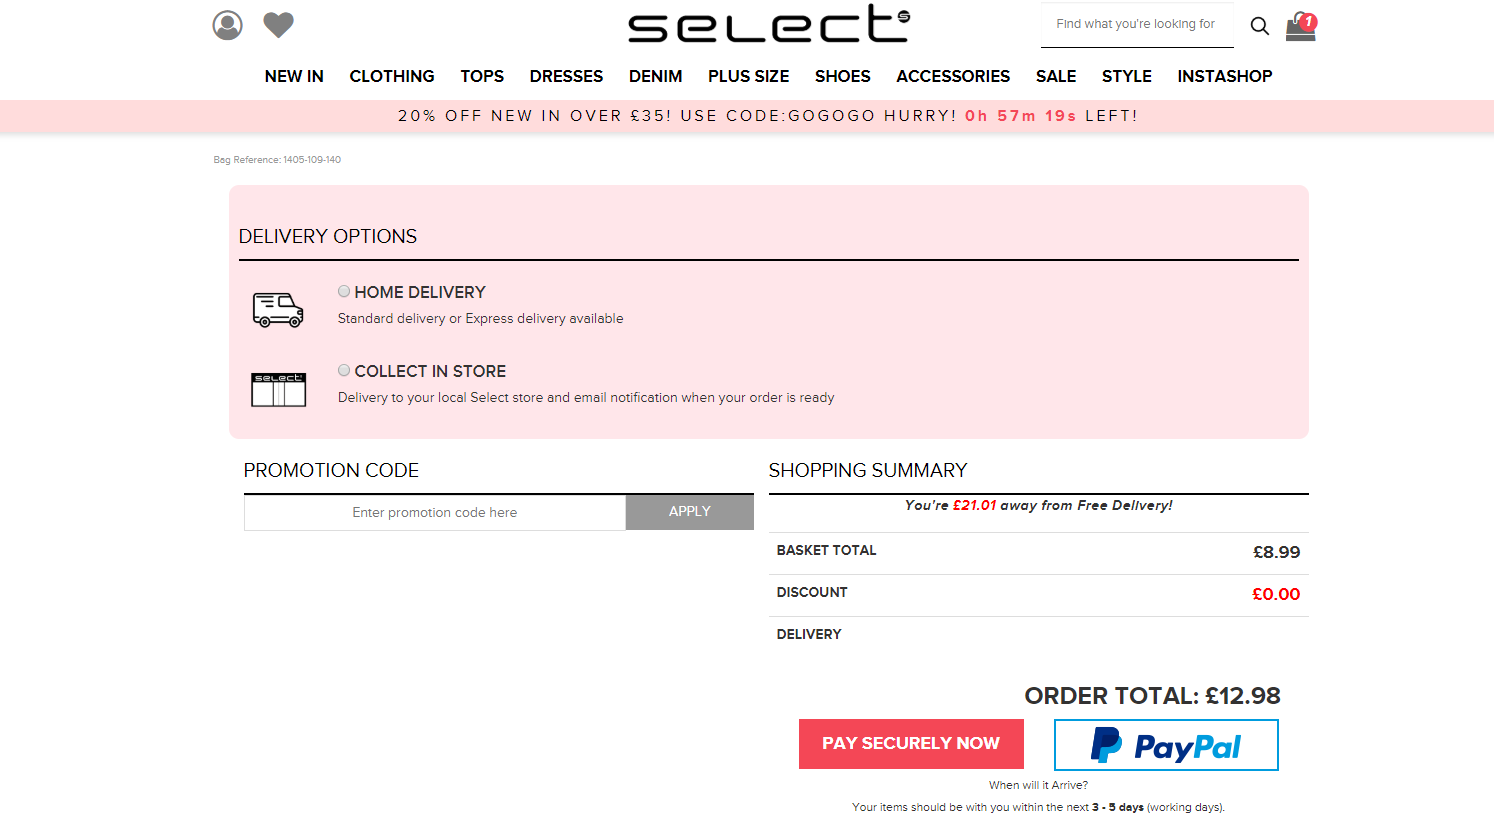 select
Find what you're looking for
1
NEW IN CLOTHING TOPS DRESSES DENIM PLUS SIZE SHOES ACCESSORIES SALE STYLE INSTASHOP
20% OFF NEW IN OVER £35! USE CODE:GOGOGO HURRY! 0h 57m 19s LEFT!
Bag Reference: 1405-109-140
DELIVERY OPTIONS
HOME DELIVERY
Standard delivery or Express delivery available
select
COLLECT IN STORE
Delivery to your local Select store and email notification when your order is ready
PROMOTION CODE
Enter promotion code here
APPLY
SHOPPING SUMMARY
You're £21.01 away from Free Delivery!
BASKET TOTAL £8.99
DISCOUNT £0.00
DELIVERY
ORDER TOTAL: £12.98
PAY SECURELY NOW
PayPal
When will it Arrive?
Your items should be with you within the next 3 - 5 days (working days).